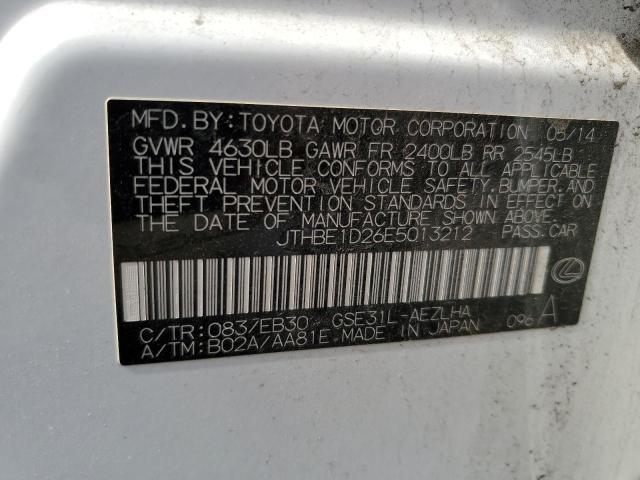 MFD. BY: TOYOTA MOTOR CORPORATION 05/14
GVWR 4630LB GAWR FR 2400LB RR 2545LB
THIS VEHICLE CONFORMS TO ALL APPLICABLE
FEDERAL MOTOR VEHICLE SAFETY, BUMPER, AND
THEFT PREVENTION STANDARDS IN EFFECT ON
THE DATE OF MANUFACTURE SHOWN ABOVE.
JTHBE1D26E5013212 PASS. CAR
C/TR: 0837/EB30 GSE31L-AEZLHA
A/TM: B02A/AA81E MADE IN JAPAN 096 A